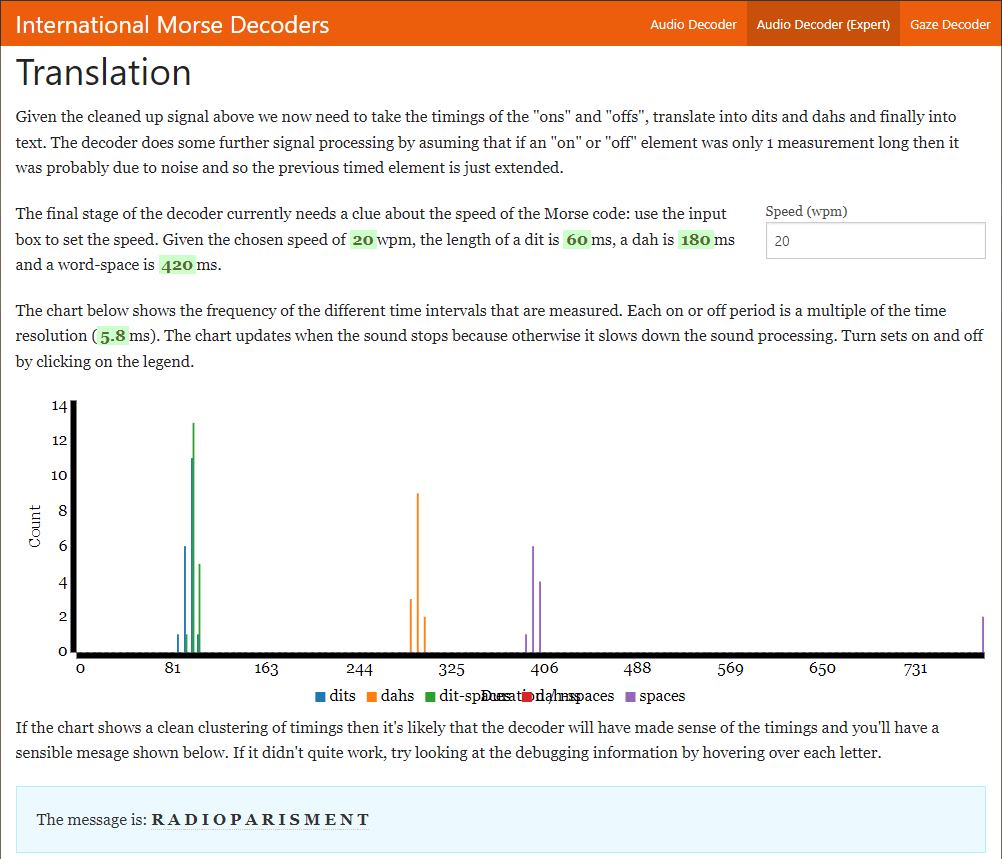 International Morse Decoders
Audio Decoder
Audio Decoder (Expert)
Gaze Decoder
Translation
Given the cleaned up signal above we now need to take the timings of the "ons" and "offs", translate into dits and dahs and finally into
text. The decoder does some further signal processing by asuming that if an "on" or "off" element was only 1 measurement long then it
was probably due to noise and so the previous timed element is just extended.
The final stage of the decoder currently needs a clue about the speed of the Morse code: use the input
box to set the speed. Given the chosen speed of 20 wpm, the length of a dit is 60 ms, a dah is 180 ms
and a word-space is 420 ms.
Speed (wpm)
20
The chart below shows the frequency of the different time intervals that are measured. Each on or off period is a multiple of the time
resolution ( 5.8 ms). The chart updates when the sound stops because otherwise it slows down the sound processing. Turn sets on and off
by clicking on the legend.
14
12
10
8
6
4
2
0
Count
0 81 163 244 325 406 488 569 650 731
dits dahs dit-spaces dah-spaces spaces
Duration / ms
If the chart shows a clean clustering of timings then it's likely that the decoder will have made sense of the timings and you'll have a
sensible mesage shown below. If it didn't quite work, try looking at the debugging information by hovering over each letter.
The message is: R A D I O P A R I S M E N T